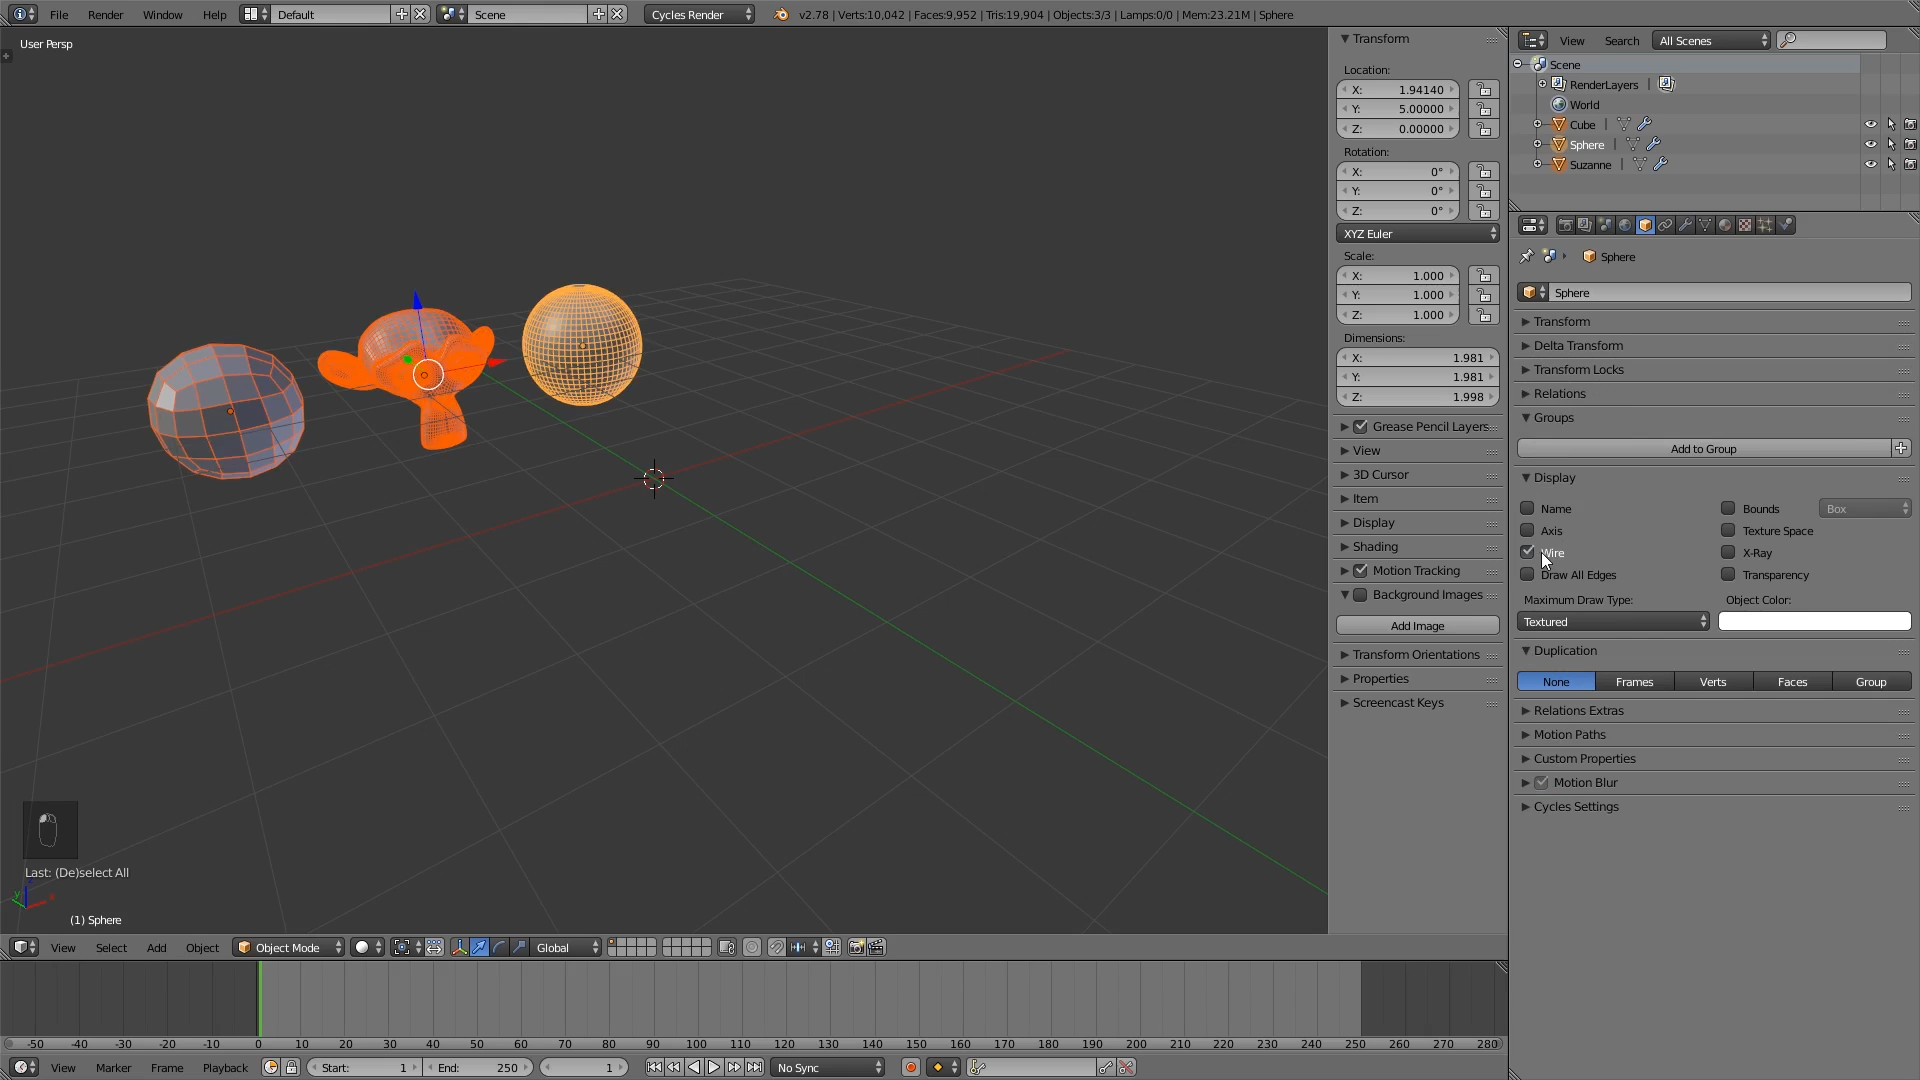 File Render Window Help Default Scene Cycles Render v2.78 | Verts:10,042 | Faces:9,952 | Tris:19,904 | Objects:3/3 | Lamps:0/0 | Mem:23.21M | Sphere
User Persp
(1) Sphere
Last: (De)select All
Transform
Location:
X: 1.94140
Y: 5.00000
Z: 0.00000
Rotation:
X: 0°
Y: 0°
Z: 0°
XYZ Euler
Scale:
X: 1.000
Y: 1.000
Z: 1.000
Dimensions:
X: 1.981
Y: 1.981
Z: 1.998
Grease Pencil Layers
View
3D Cursor
Item
Display
Shading
Motion Tracking
Background Images
Add Image
Transform Orientations
Properties
Screencast Keys
View Search All Scenes
Scene
RenderLayers |
World
Cube |
Sphere |
Suzanne |
Sphere
Sphere
Transform
Delta Transform
Transform Locks
Relations
Groups
Add to Group
Display
Name Bounds Box
Axis Texture Space
Wire X-Ray
Draw All Edges Transparency
Maximum Draw Type: Object Color:
Textured
Duplication
None Frames Verts Faces Group
Relations Extras
Motion Paths
Custom Properties
Motion Blur
Cycles Settings
View Select Add Object Object Mode Global
-50 -40 -30 -20 -10 0 10 20 30 40 50 60 70 80 90 100 110 120 130 140 150 160 170 180 190 200 210 220 230 240 250 260 270 280
View Marker Frame Playback Start: 1 End: 250 1 No Sync